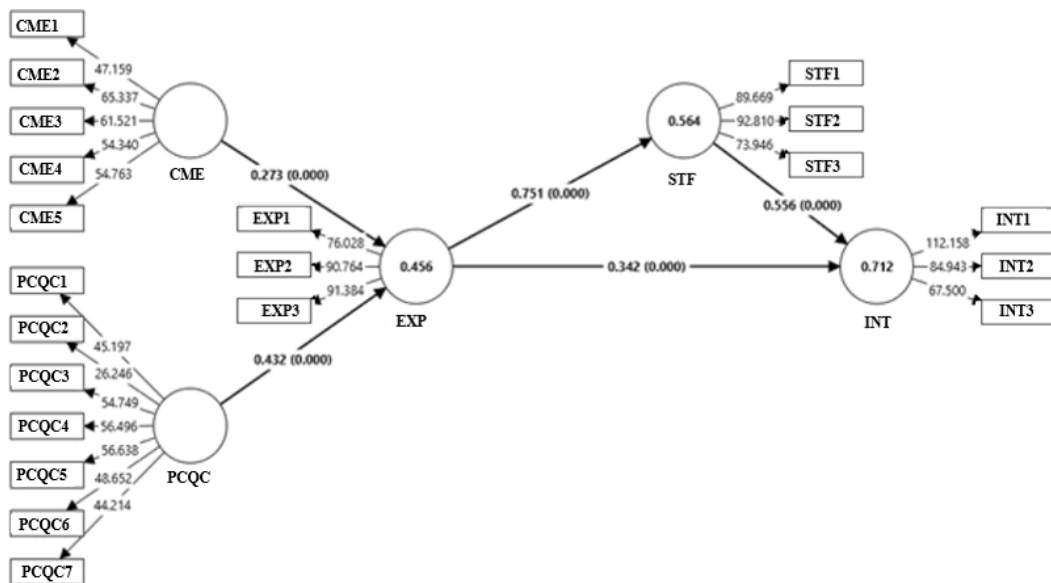 CME1
CME2
CME3
CME4
CME5
47.159
65.337
61.521
54.340
54.763
CME
PCQC1
PCQC2
PCQC3
PCQC4
PCQC5
PCQC6
PCQC7
45.197
26.246
54.749
56.496
56.638
48.652
44.214
PCQC
0.273 (0.000)
0.432 (0.000)
EXP1
EXP2
EXP3
76.028
90.764
91.384
0.456
EXP
0.751 (0.000)
0.342 (0.000)
0.564
STF
89.669
92.810
73.946
STF1
STF2
STF3
0.556 (0.000)
0.712
INT
112.158
84.943
67.500
INT1
INT2
INT3